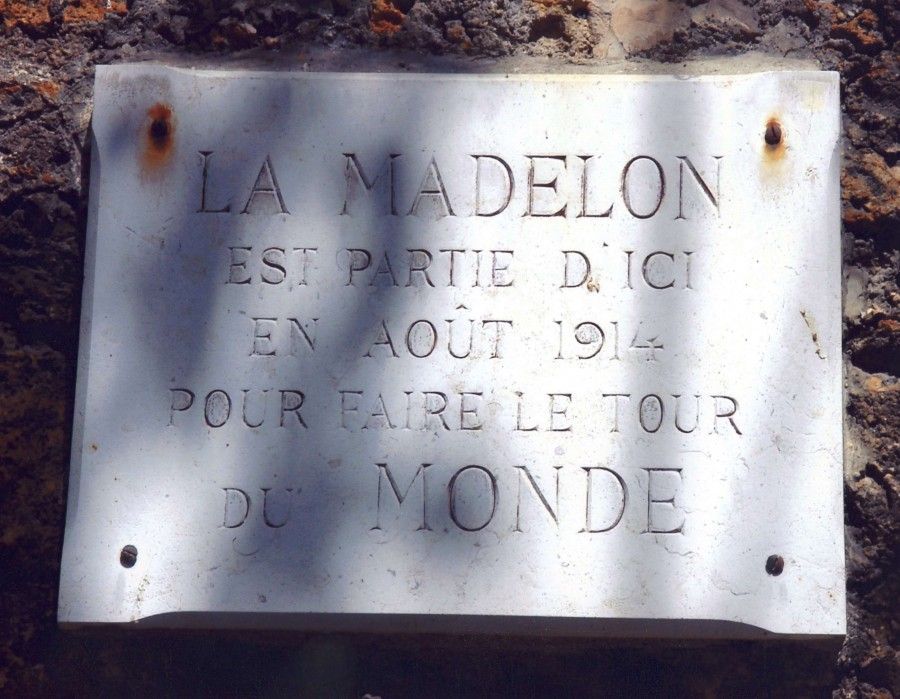 LA MADELON
EST PARTIE D'ICI
EN AOÛT 1914
POUR FAIRE LE TOUR
DU MONDE